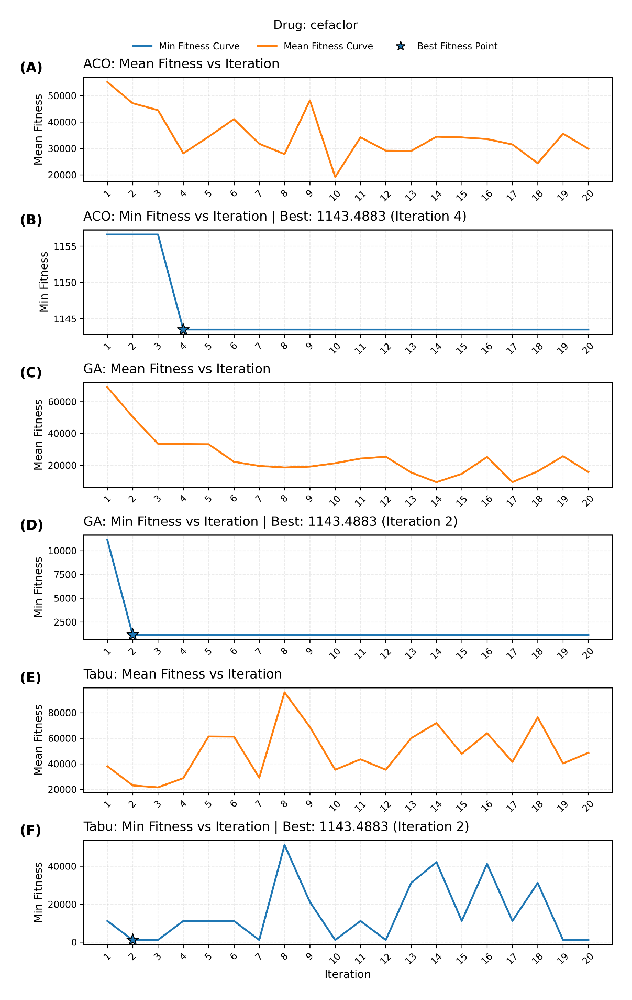 Drug: cefaclor
Min Fitness Curve Mean Fitness Curve Best Fitness Point
(A) ACO: Mean Fitness vs Iteration
Mean Fitness
50000
40000
30000
20000
1 2 3 4 5 6 7 8 9 10 11 12 13 14 15 16 17 18 19 20
(B) ACO: Min Fitness vs Iteration | Best: 1143.4883 (Iteration 4)
Min Fitness
1155
1150
1145
1 2 3 4 5 6 7 8 9 10 11 12 13 14 15 16 17 18 19 20
(C) GA: Mean Fitness vs Iteration
Mean Fitness
60000
40000
20000
1 2 3 4 5 6 7 8 9 10 11 12 13 14 15 16 17 18 19 20
(D) GA: Min Fitness vs Iteration | Best: 1143.4883 (Iteration 2)
Min Fitness
10000
7500
5000
2500
1 2 3 4 5 6 7 8 9 10 11 12 13 14 15 16 17 18 19 20
(E) Tabu: Mean Fitness vs Iteration
Mean Fitness
80000
60000
40000
20000
1 2 3 4 5 6 7 8 9 10 11 12 13 14 15 16 17 18 19 20
(F) Tabu: Min Fitness vs Iteration | Best: 1143.4883 (Iteration 2)
Min Fitness
40000
20000
0
1 2 3 4 5 6 7 8 9 10 11 12 13 14 15 16 17 18 19 20
Iteration